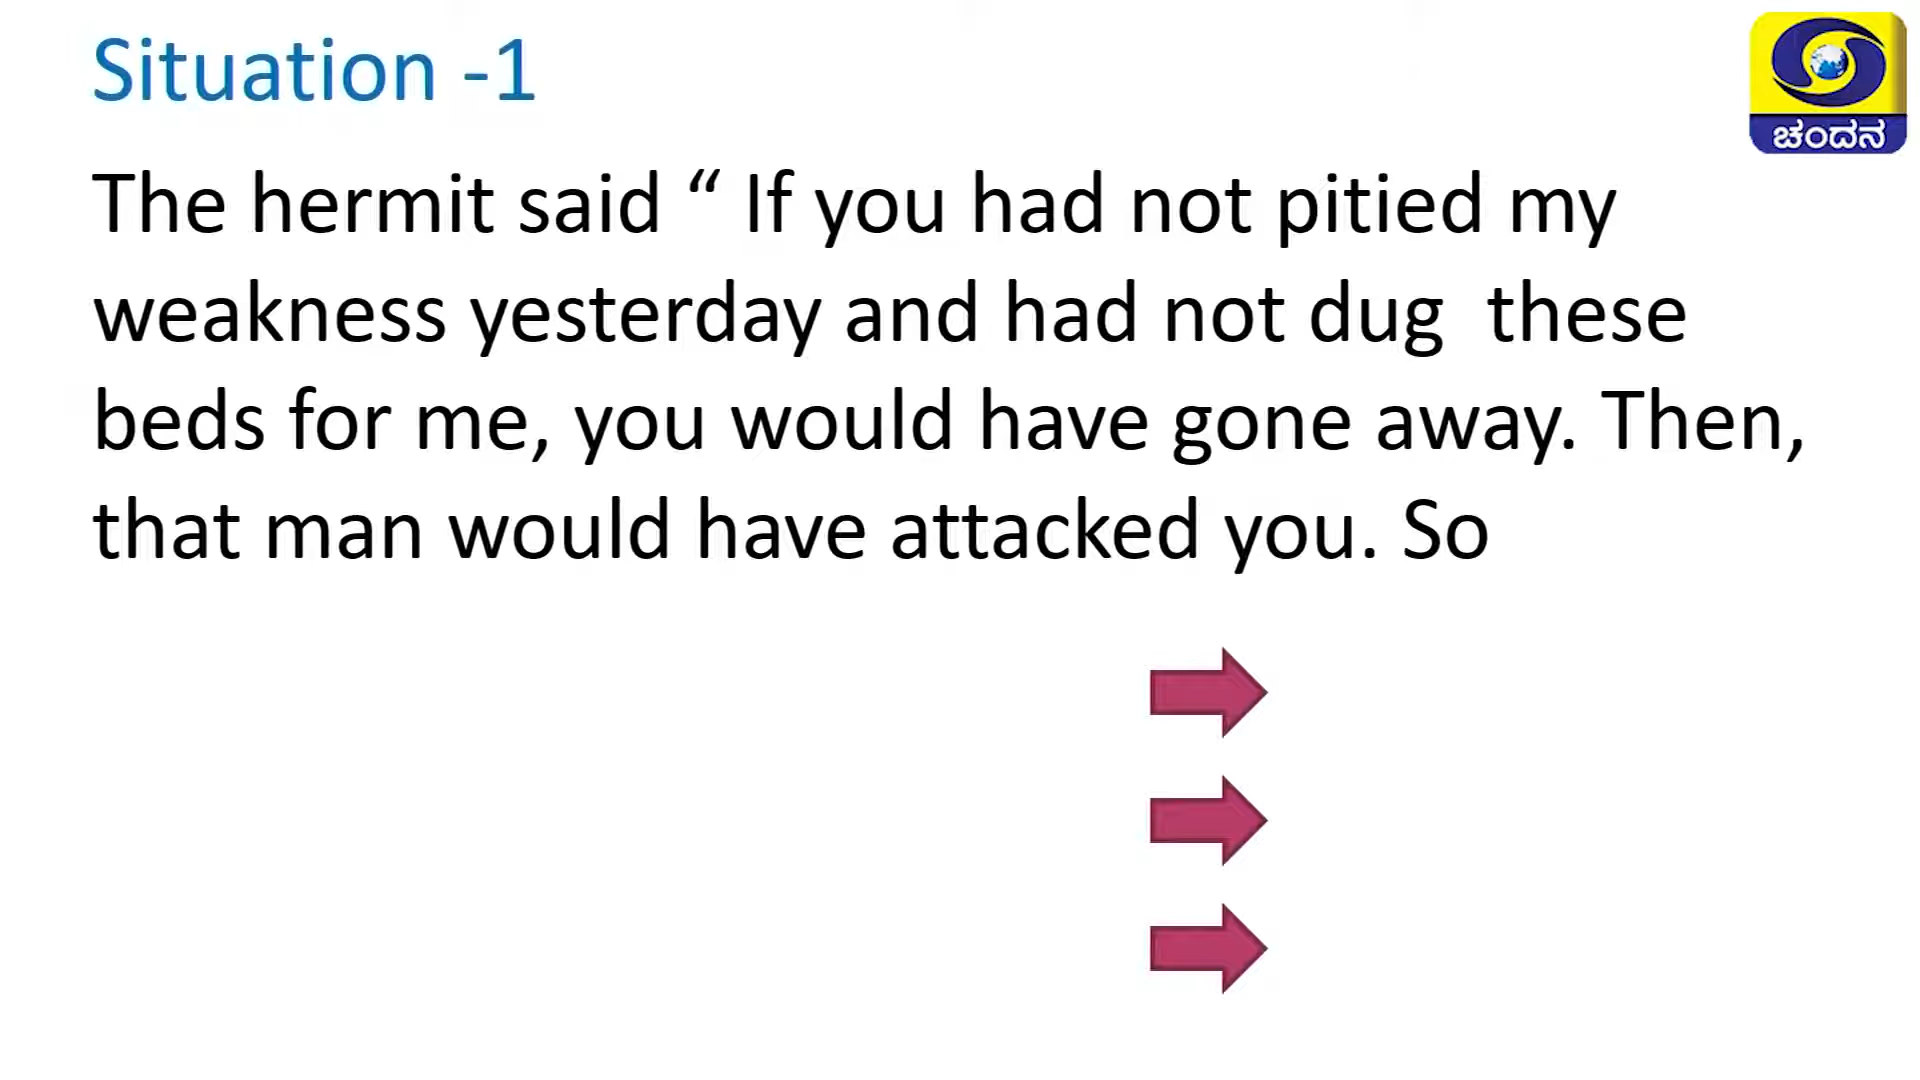 Situation -1
ಚಂದನ
The hermit said “ If you had not pitied my
weakness yesterday and had not dug  these
beds for me, you would have gone away. Then,
that man would have attacked you. So